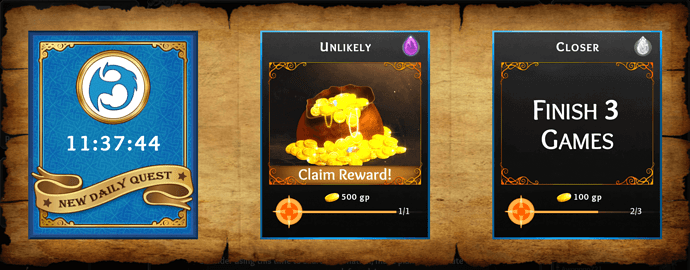 11:37:44
NEW DAILY QUEST
UNLIKELY
Claim Reward!
500 gp
1/1
CLOSER
FINISH 3
GAMES
100 gp
2/3